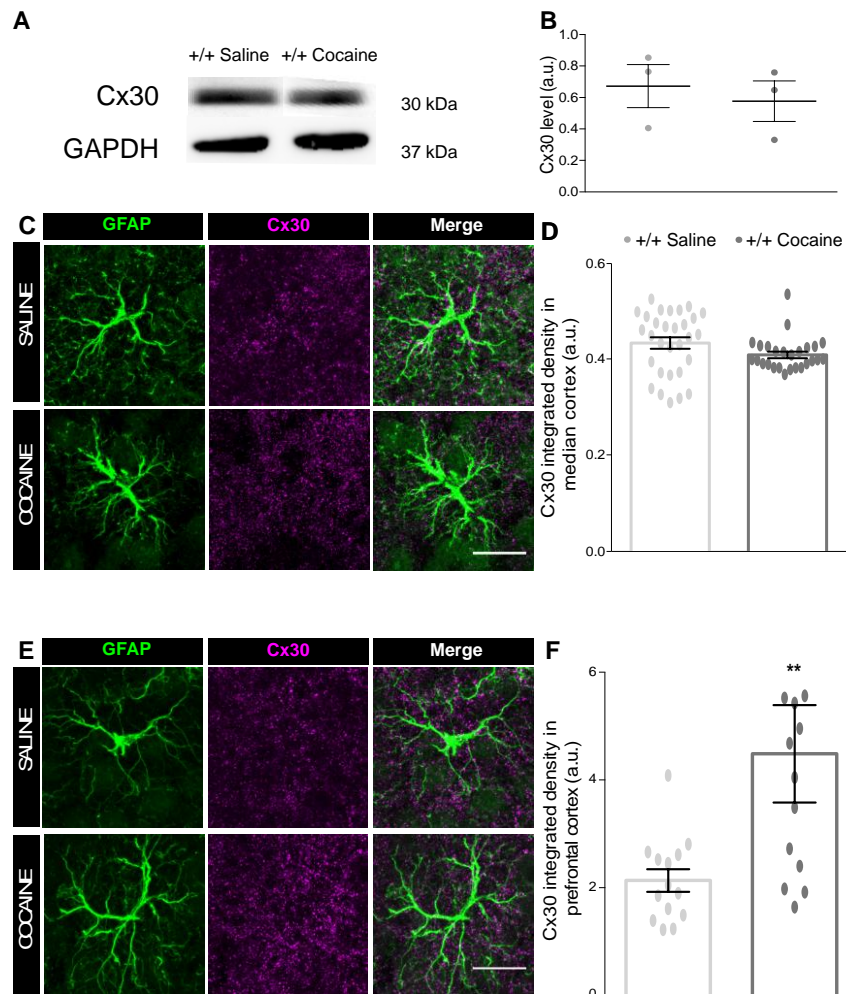 A
+/+ Saline +/+ Cocaine
Cx30
30 kDa
GAPDH
37 kDa
B
Cx30 level (a.u.)
1.0
0.8
0.6
0.4
0.2
0.0
C
GFAP
Cx30
Merge
SALINE
COCAINE
D
+/+ Saline
+/+ Cocaine
Cx30 integrated density in
median cortex (a.u.)
0.6
0.4
0.2
0.0
E
GFAP
Cx30
Merge
SALINE
COCAINE
F
**
Cx30 integrated density in
prefrontal cortex (a.u.)
6
4
2
0